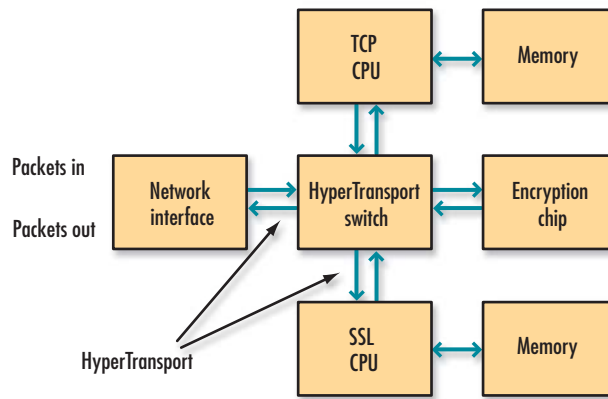 TCP
CPU
Memory
Packets in
Network
interface
HyperTransport
switch
Encryption
chip
Packets out
HyperTransport
SSL
CPU
Memory